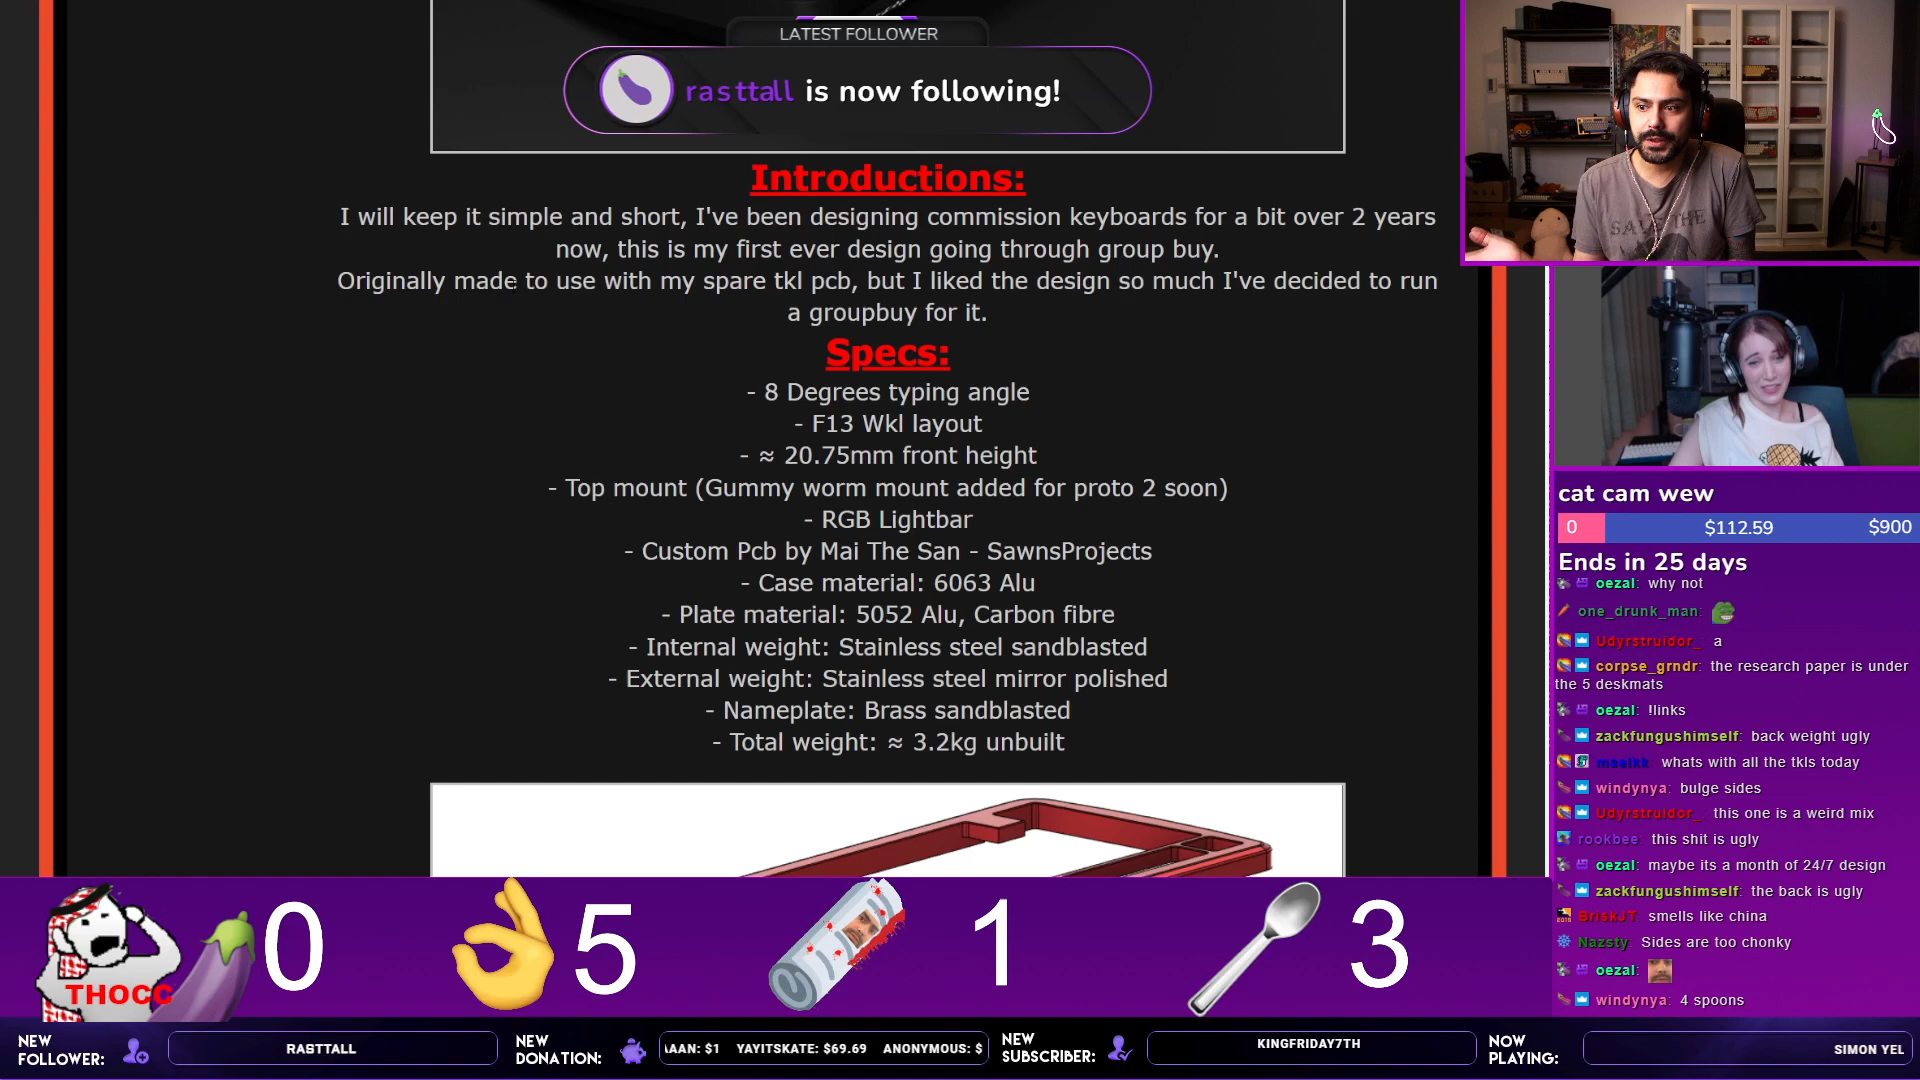 LATEST FOLLOWER
rasttall is now following!
Introductions:
I will keep it simple and short, I've been designing commission keyboards for a bit over 2 years
now, this is my first ever design going through group buy.
Originally made to use with my spare tkl pcb, but I liked the design so much I've decided to run
a groupbuy for it.
Specs:
- 8 Degrees typing angle
- F13 Wkl layout
- ≈ 20.75mm front height
- Top mount (Gummy worm mount added for proto 2 soon)
- RGB Lightbar
- Custom Pcb by Mai The San - SawnsProjects
- Case material: 6063 Alu
- Plate material: 5052 Alu, Carbon fibre
- Internal weight: Stainless steel sandblasted
- External weight: Stainless steel mirror polished
- Nameplate: Brass sandblasted
- Total weight: ≈ 3.2kg unbuilt
SAVE THE
cat cam wew
0 $112.59 $900
Ends in 25 days
oezal: why not
one_drunk_man:
Udyrstruidor_ a
corpse_grndr: the research paper is under
the 5 deskmats
oezal: !links
zackfungushimself: back weight ugly
maelkk: whats with all the tkls today
windynya: bulge sides
Udyrstruidor_ this one is a weird mix
rookbee: this shit is ugly
oezal: maybe its a month of 24/7 design
zackfungushimself: the back is ugly
BriskJT: smells like china
Nazsty: Sides are too chonky
oezal:
windynya: 4 spoons
THOCC
0
5
1
3
NEW
FOLLOWER:
RASTTALL
NEW
DONATION:
AAN: $1 YAYITSKATE: $69.69 ANONYMOUS: $
NEW
SUBSCRIBER:
KINGFRIDAY7TH
NOW
PLAYING:
SIMON YEL